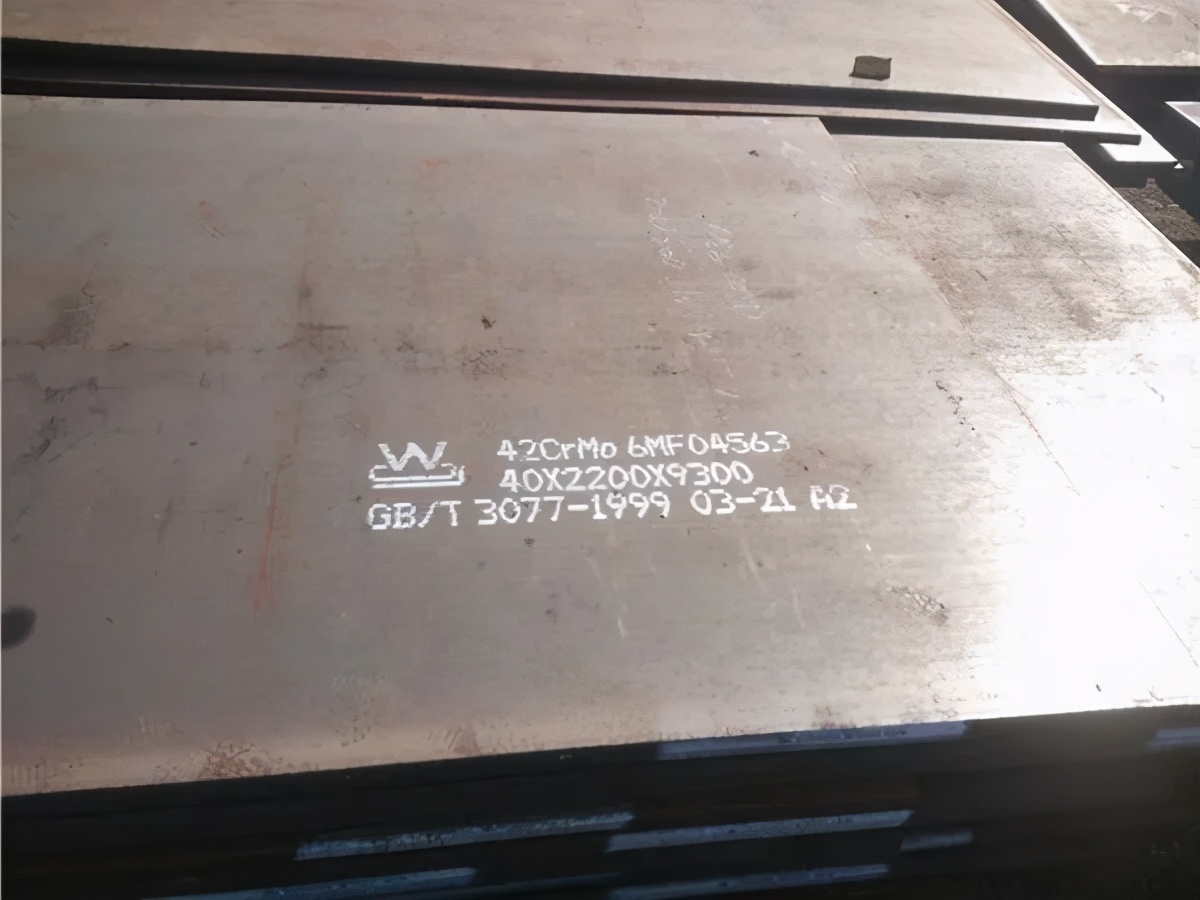 42CrMo 6MF04563
40X2200X9300
GB/T 3077-1999 03-21 A2